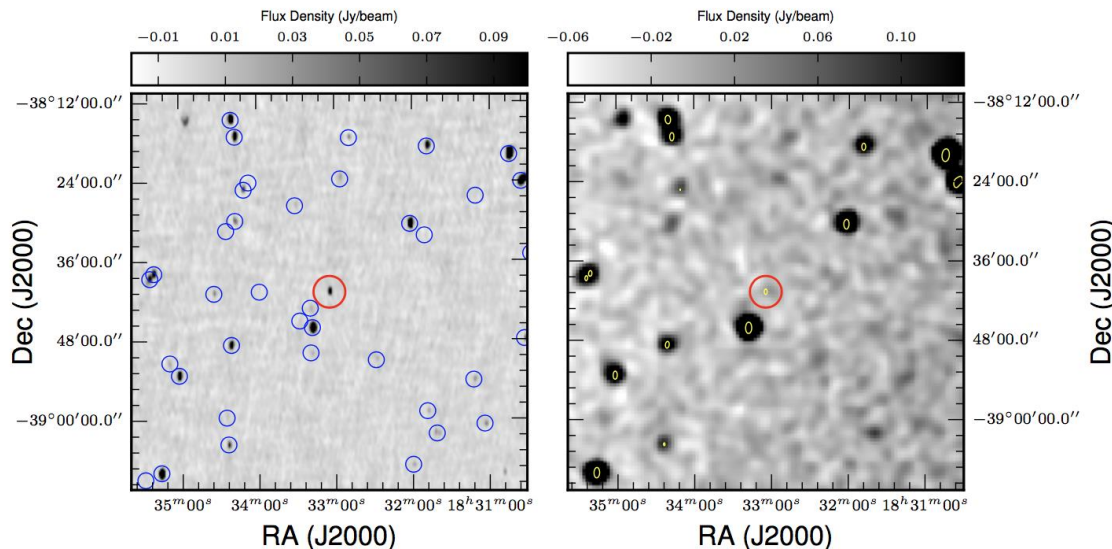 Flux Density (Jy/beam)
−0.01 0.01 0.03 0.05 0.07 0.09
Dec (J2000)
−38°12′00.0″
24′00.0″
36′00.0″
48′00.0″
−39°00′00.0″
35ᵐ00ˢ 34ᵐ00ˢ 33ᵐ00ˢ 32ᵐ00ˢ 18ʰ31ᵐ00ˢ
RA (J2000)
Flux Density (Jy/beam)
−0.06 −0.02 0.02 0.06 0.10
−38°12′00.0″
24′00.0″
36′00.0″
48′00.0″
−39°00′00.0″
Dec (J2000)
35ᵐ00ˢ 34ᵐ00ˢ 33ᵐ00ˢ 32ᵐ00ˢ 18ʰ31ᵐ00ˢ
RA (J2000)